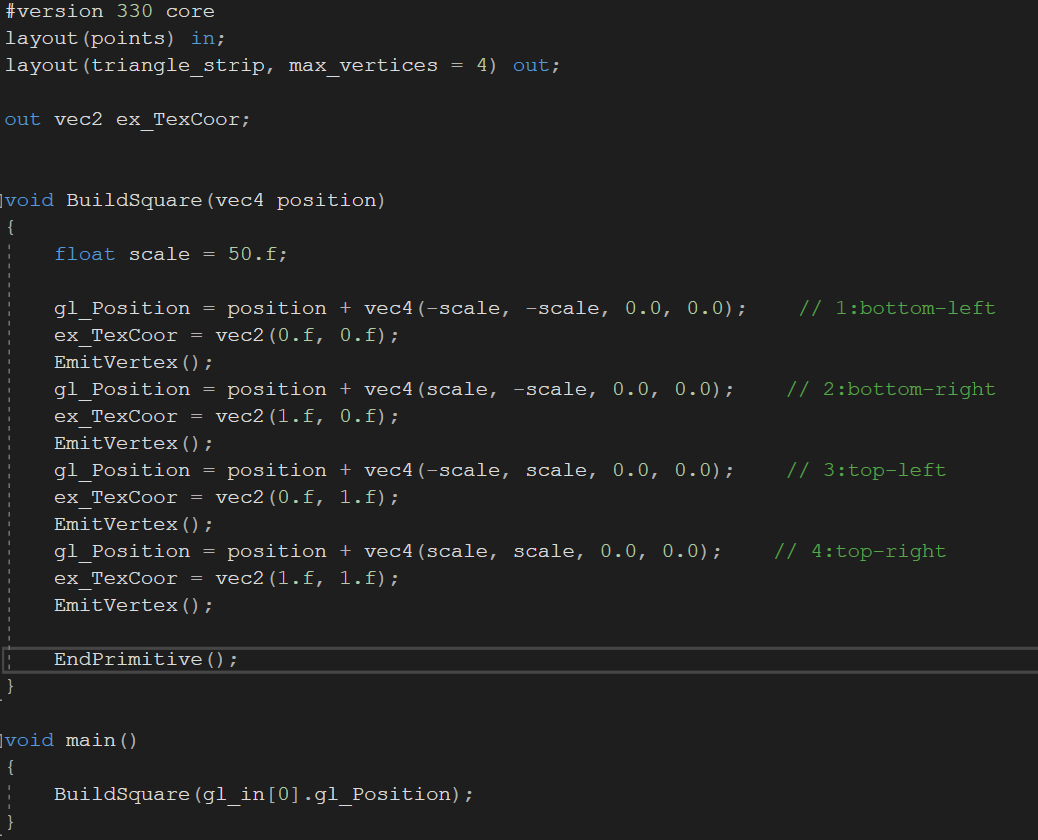 #version 330 core
layout(points) in;
layout(triangle_strip, max_vertices = 4) out;
out vec2 ex_TexCoor;
void BuildSquare(vec4 position)
{
float scale = 50.f;
gl_Position = position + vec4(-scale, -scale, 0.0, 0.0); // 1:bottom-left
ex_TexCoor = vec2(0.f, 0.f);
EmitVertex();
gl_Position = position + vec4(scale, -scale, 0.0, 0.0); // 2:bottom-right
ex_TexCoor = vec2(1.f, 0.f);
EmitVertex();
gl_Position = position + vec4(-scale, scale, 0.0, 0.0); // 3:top-left
ex_TexCoor = vec2(0.f, 1.f);
EmitVertex();
gl_Position = position + vec4(scale, scale, 0.0, 0.0); // 4:top-right
ex_TexCoor = vec2(1.f, 1.f);
EmitVertex();
EndPrimitive();
}
void main()
{
BuildSquare(gl_in[0].gl_Position);
}